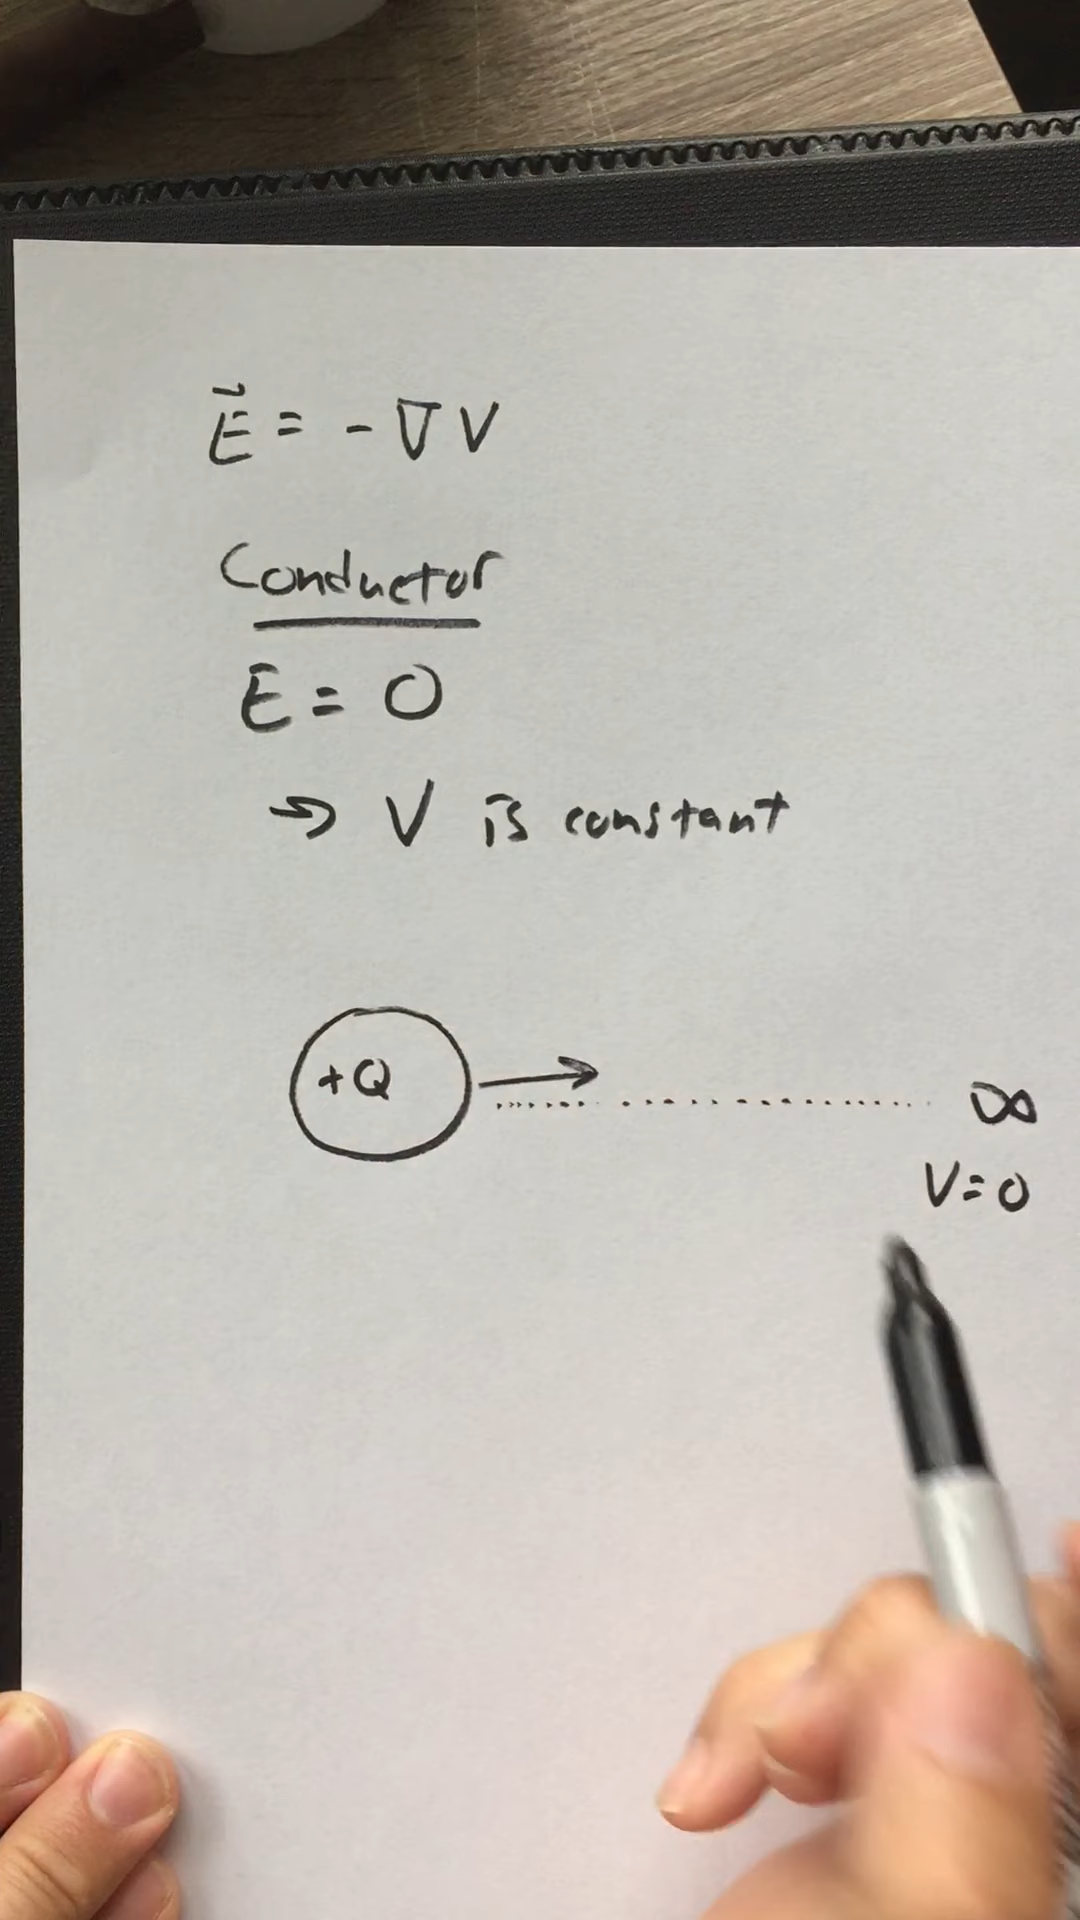 E⃗ = - ∇ V
Conductor
E = 0
→ V is constant
+Q
∞
V=0